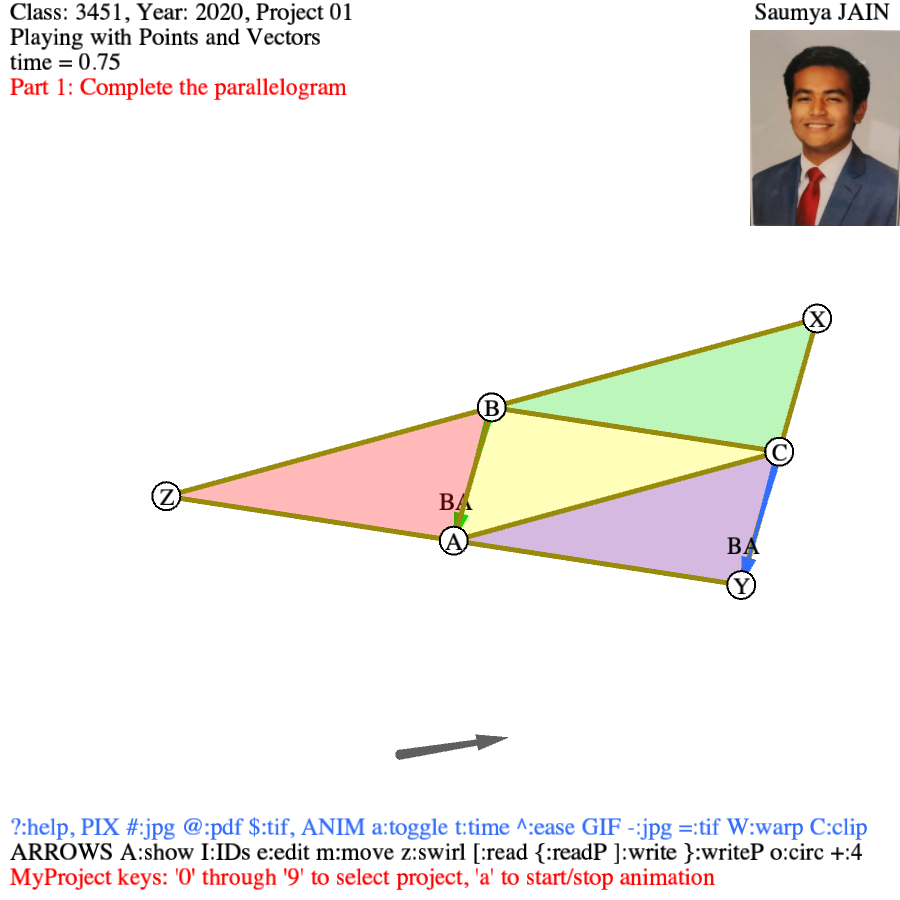 Class: 3451, Year: 2020, Project 01
Saumya JAIN
Playing with Points and Vectors
time = 0.75
Part 1: Complete the parallelogram
X
B
C
Z
BA
A
BA
Y
?:help, PIX #:jpg @:pdf $:tif, ANIM a:toggle t:time ^:ease GIF -:jpg =:tif W:warp C:clip
ARROWS A:show I:IDs e:edit m:move z:swirl [:read {:readP ]:write }:writeP o:circ +:4
MyProject keys: '0' through '9' to select project, 'a' to start/stop animation